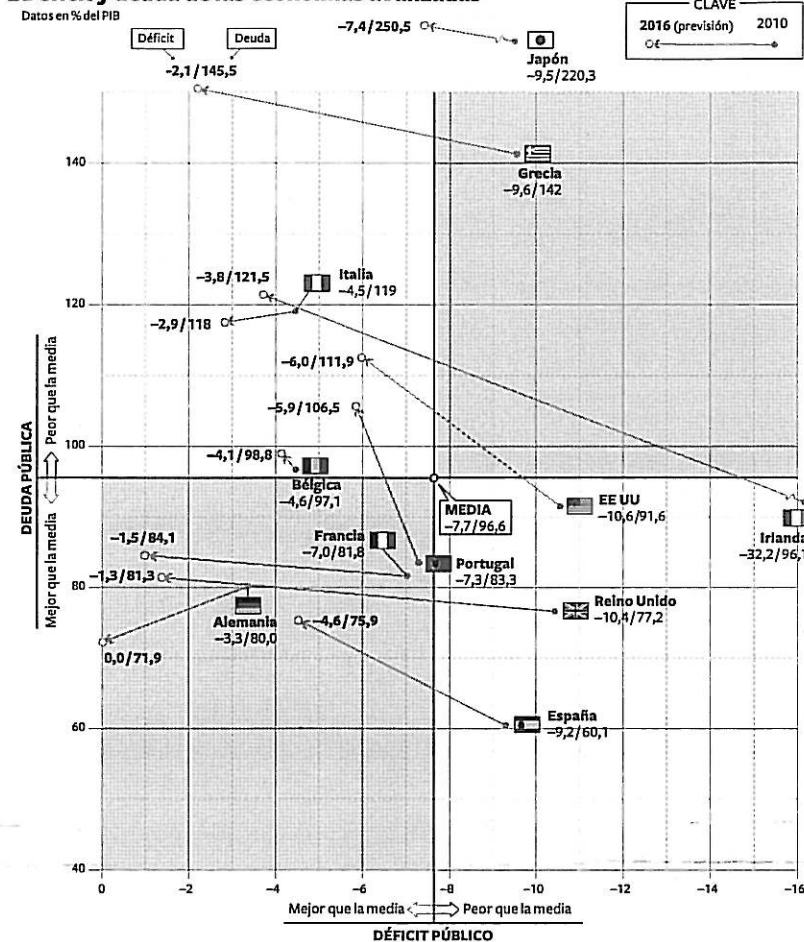 Datos en % del PIB
Déficit
Deuda
-2,1/145,5
-7,4/250,5
Japón
-9,5/220,3
CLAVE
2016 (previsión)
2010
140
Grecia
-9,6/142
-3,8/121,5
Italia
-4,5/119
120
-2,9/118
-6,0/111,9
-5,9/106,5
100
-4,1/98,8
Bélgica
-4,6/97,1
MEDIA
-7,7/96,6
EE UU
-10,6/91,6
Irlanda
-32,2/96,1
Francia
-7,0/81,8
Portugal
-7,3/83,3
-1,5/84,1
-1,3/81,3
80
Alemania
-3,3/80,0
0,0/71,9
-4,6/75,9
Reino Unido
-10,4/77,2
España
-9,2/60,1
60
40
DEUDA PÚBLICA
Peor que la media
Mejor que la media
0
-2
-4
-6
-8
-10
-12
-14
-16
Mejor que la media
Peor que la media
DÉFICIT PÚBLICO